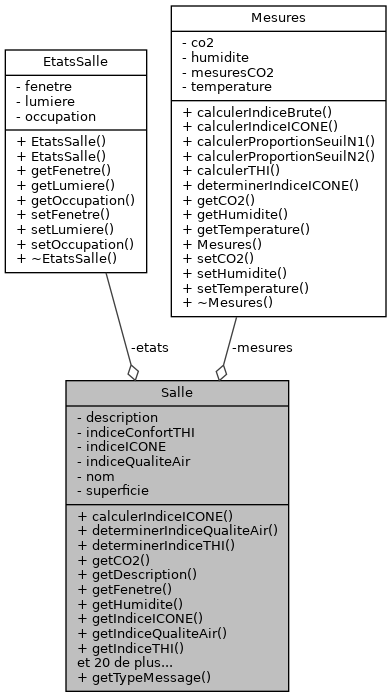 Mesures
- co2
- humidite
- mesuresCO2
- temperature
+ calculerIndiceBrute()
+ calculerIndiceICONE()
+ calculerProportionSeuilN1()
+ calculerProportionSeuilN2()
+ calculerTHI()
+ determinerIndiceICONE()
+ getCO2()
+ getHumidite()
+ getTemperature()
+ Mesures()
+ setCO2()
+ setHumidite()
+ setTemperature()
+ ~Mesures()
EtatsSalle
- fenetre
- lumiere
- occupation
+ EtatsSalle()
+ EtatsSalle()
+ getFenetre()
+ getLumiere()
+ getOccupation()
+ setFenetre()
+ setLumiere()
+ setOccupation()
+ ~EtatsSalle()
-etats
-mesures
Salle
- description
- indiceConfortTHI
- indiceICONE
- indiceQualiteAir
- nom
- superficie
+ calculerIndiceICONE()
+ determinerIndiceQualiteAir()
+ determinerIndiceTHI()
+ getCO2()
+ getDescription()
+ getFenetre()
+ getHumidite()
+ getIndiceICONE()
+ getIndiceQualiteAir()
+ getIndiceTHI()
et 20 de plus...
+ getTypeMessage()